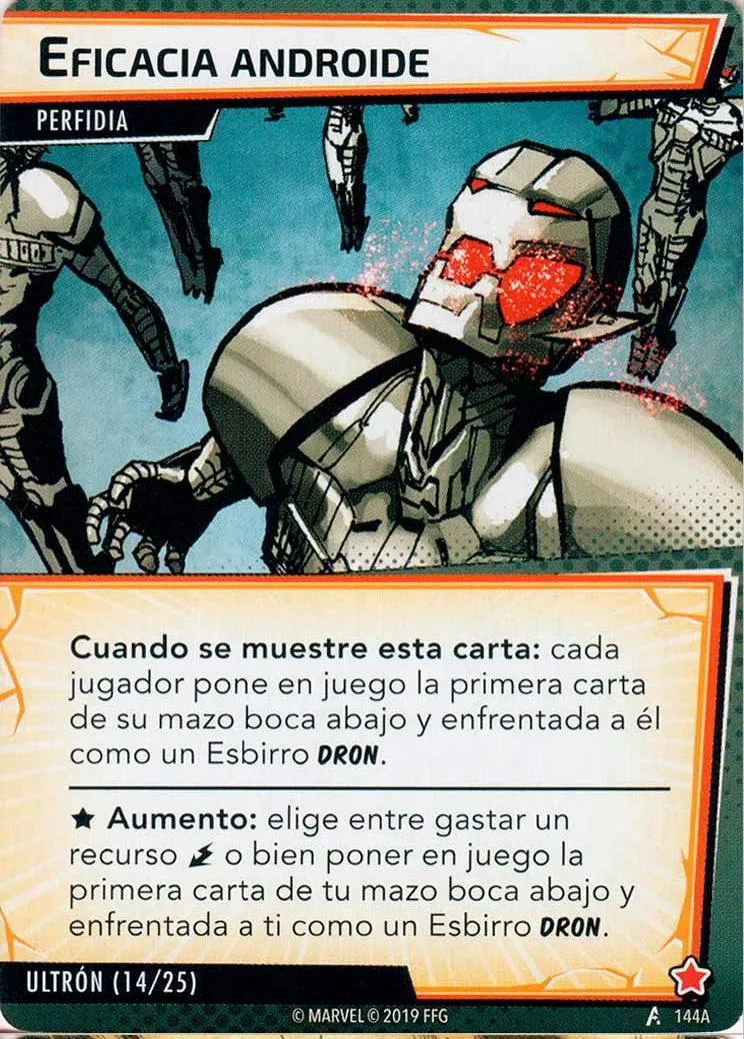 EFICACIA ANDROIDE
PERFIDIA
Cuando se muestre esta carta: cada
jugador pone en juego la primera carta
de su mazo boca abajo y enfrentada a él
como un Esbirro DRON.
★ Aumento: elige entre gastar un
recurso o bien poner en juego la
primera carta de tu mazo boca abajo y
enfrentada a ti como un Esbirro DRON.
ULTRÓN (14/25)
© MARVEL © 2019 FFG
144A